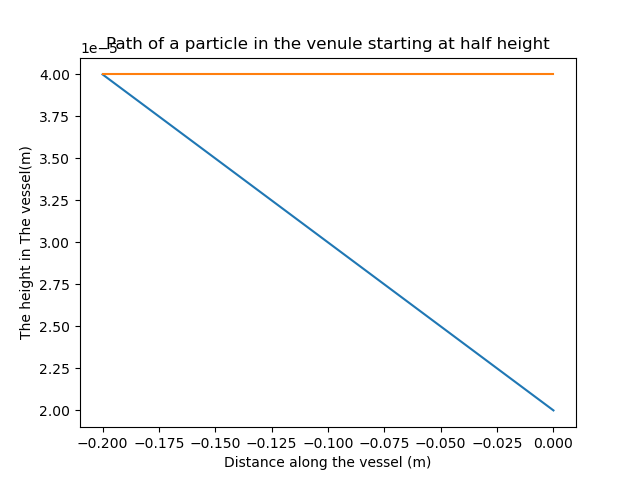 Path of a particle in the venule starting at half height
1e−5
4.00
3.75
3.50
3.25
3.00
2.75
2.50
2.25
2.00
The height in The vessel(m)
−0.200 −0.175 −0.150 −0.125 −0.100 −0.075 −0.050 −0.025 0.000
Distance along the vessel (m)